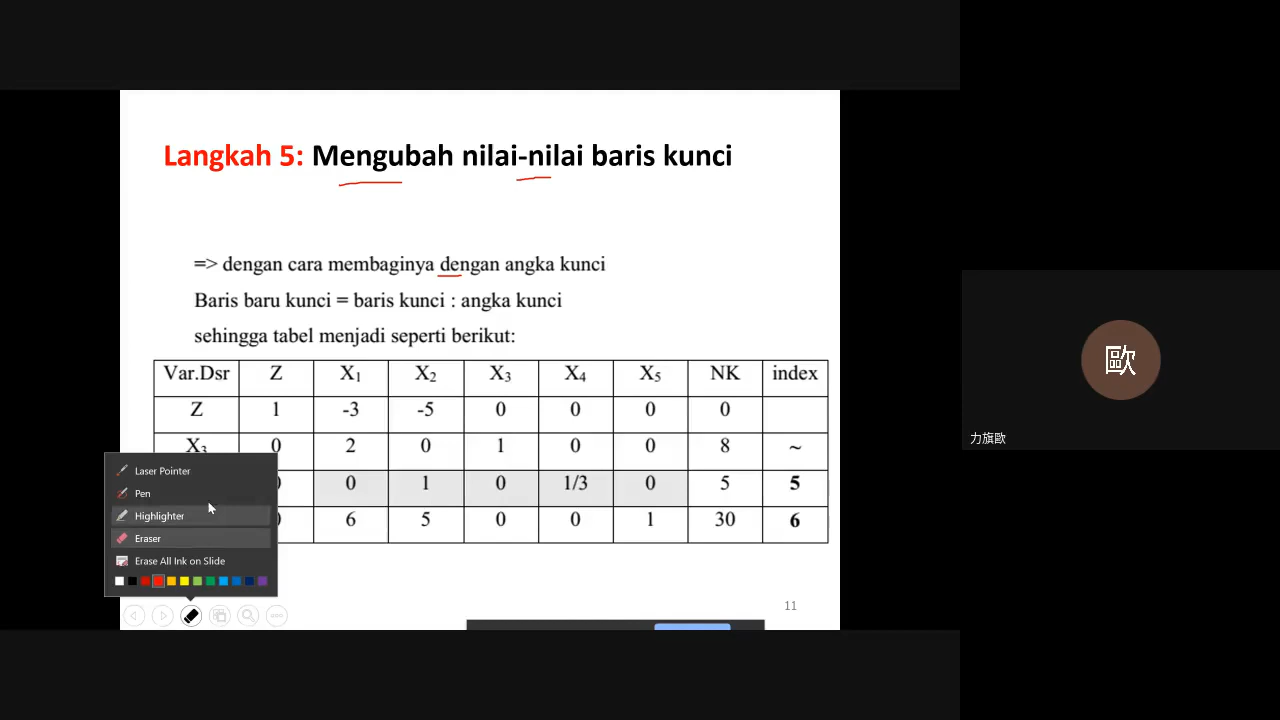 Langkah 5: Mengubah nilai-nilai baris kunci
=> dengan cara membaginya dengan angka kunci
Baris baru kunci = baris kunci : angka kunci
sehingga tabel menjadi seperti berikut:
Var.Dsr Z X₁ X₂ X₃ X₄ X₅ NK index
Z 1 -3 -5 0 0 0 0
X₃ 0 2 0 1 0 0 8 ~
0 1 0 1/3 0 5 5
6 5 0 0 1 30 6
Laser Pointer
Pen
Highlighter
Eraser
Erase All Ink on Slide
11
歐
力旗歐